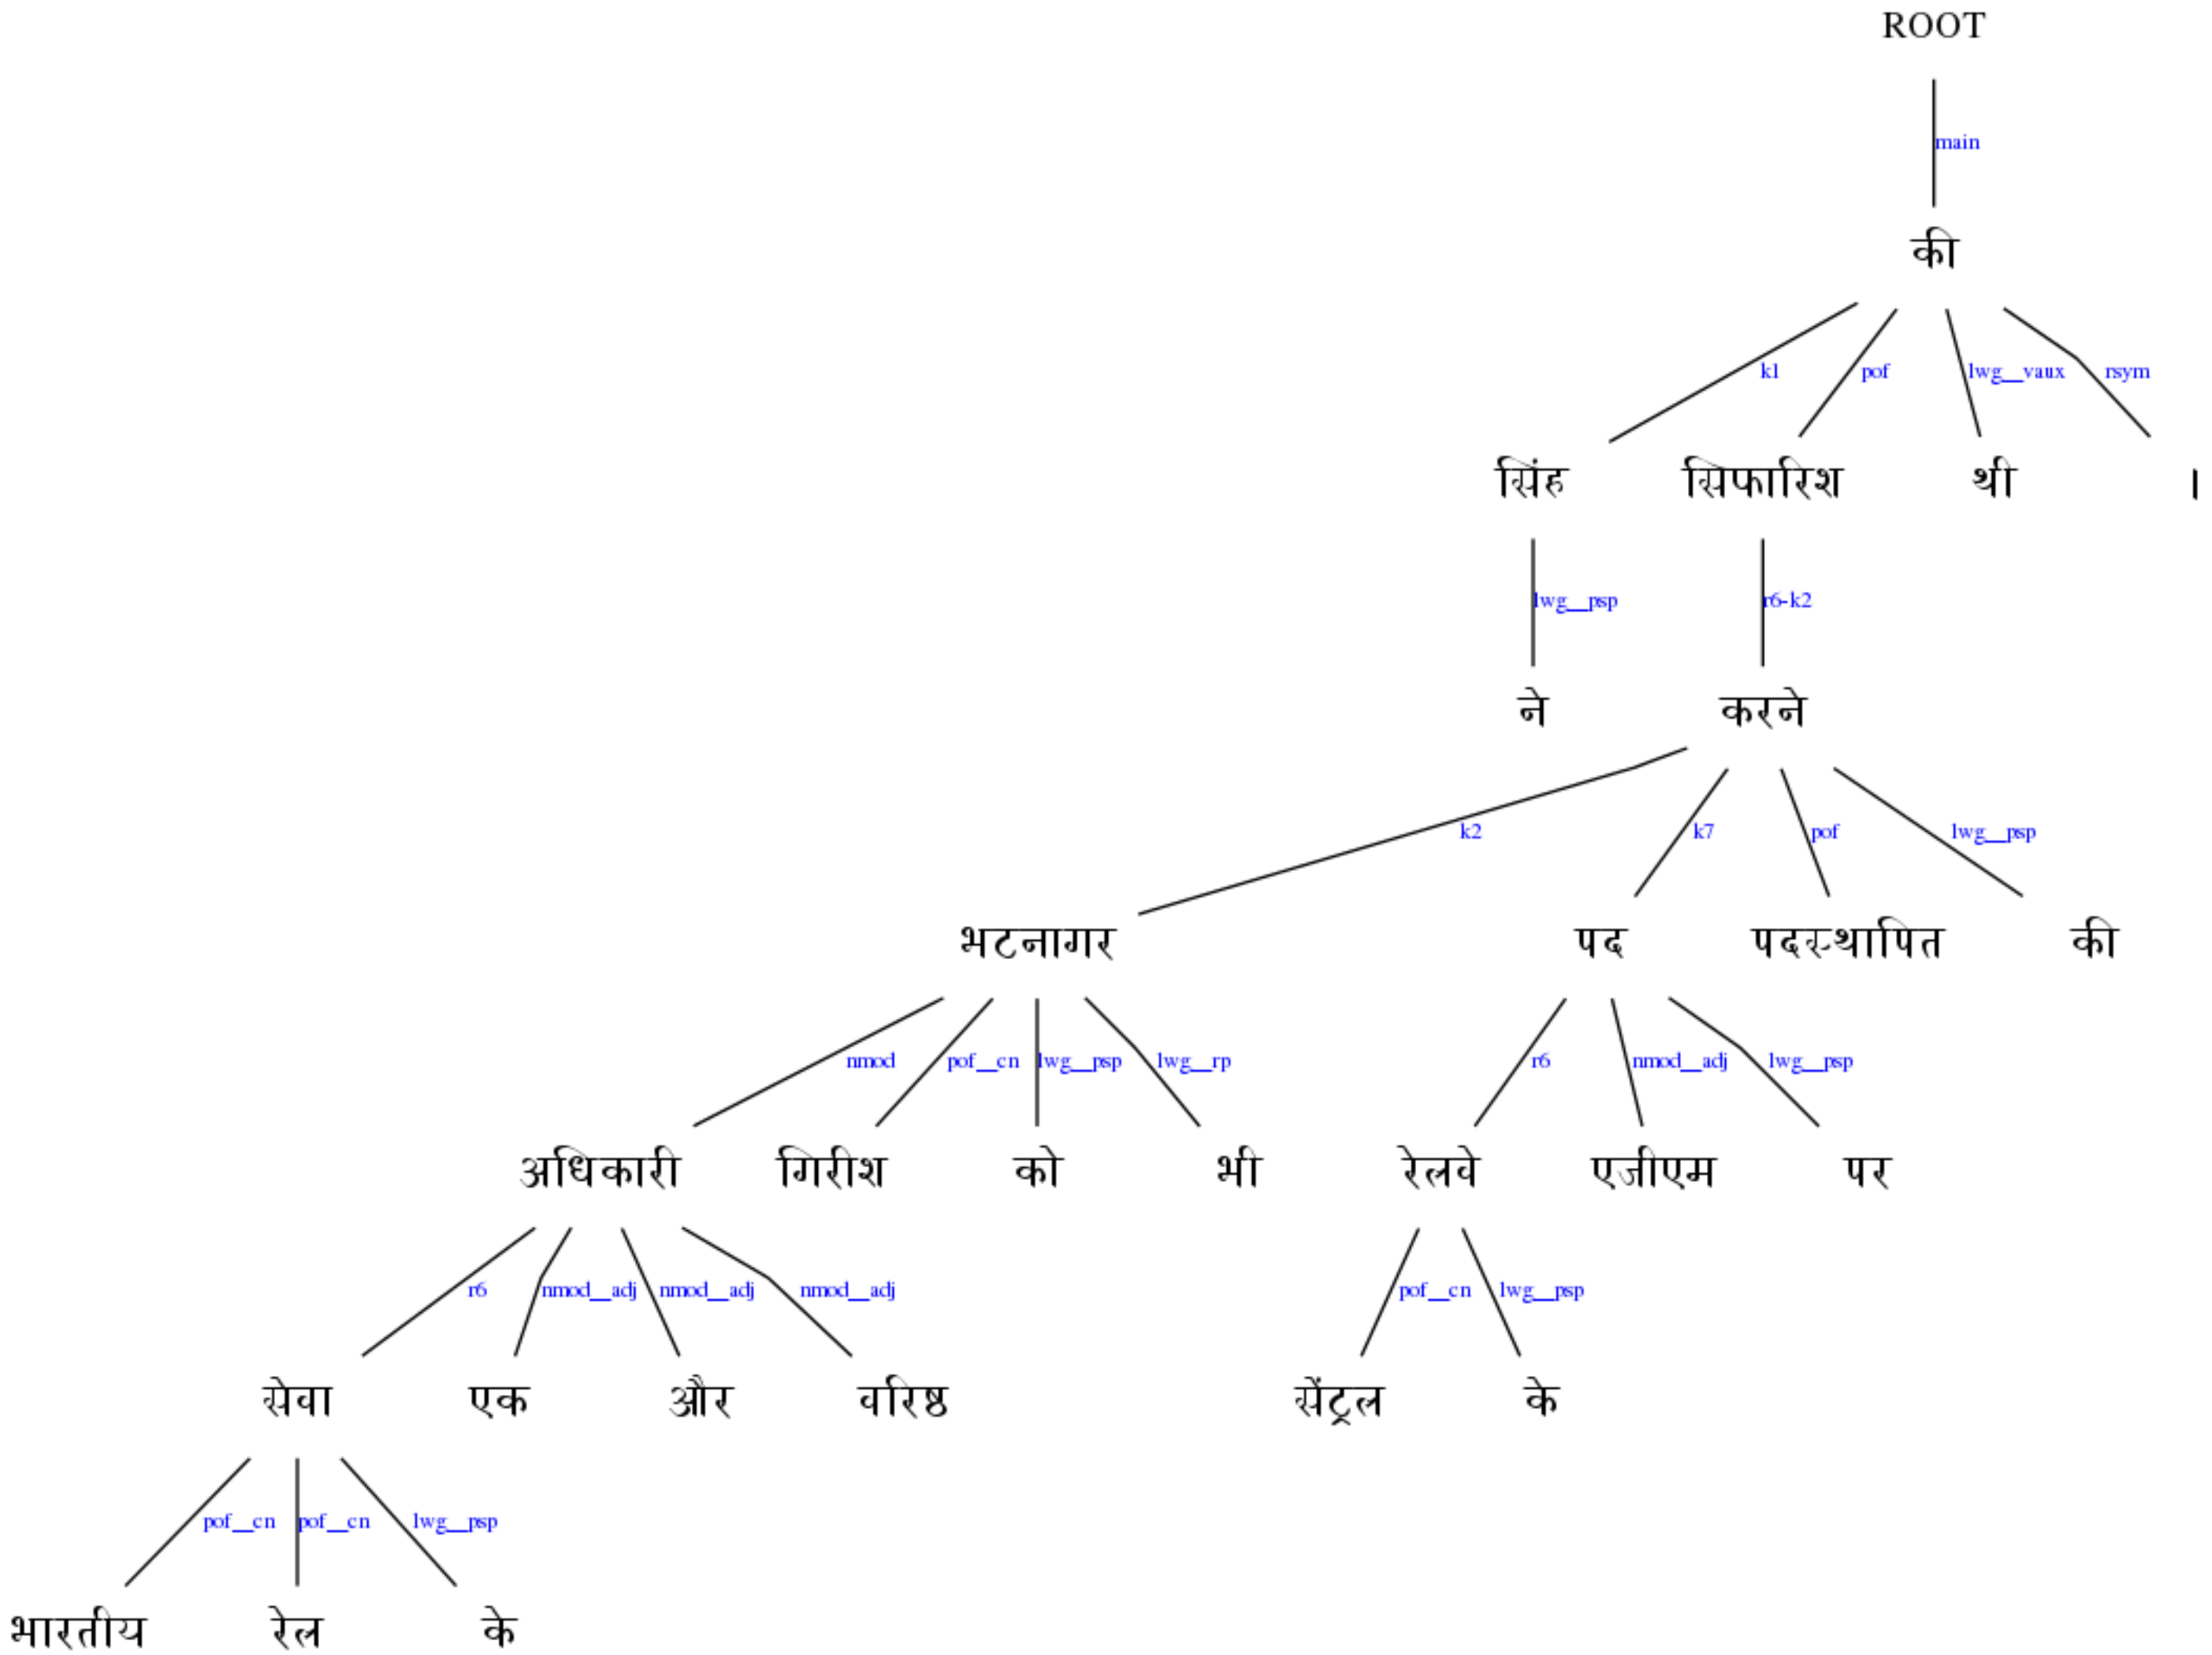 ROOT
main
की
k1 pof lwg__vaux rsym
सिंह सिफारिश थी ।
lwg__psp r6-k2
ने करने
k2 k7 pof lwg__psp
भटनागर पद पदस्थापित की
nmod pof__cn lwg__psp lwg__rp r6 nmod__adj lwg__psp
अधिकारी गिरीश को भी रेलवे एजीएम पर
r6 nmod__adj nmod__adj nmod__adj pof__cn lwg__psp
सेवा एक और वरिष्ठ सेंट्रल के
pof__cn pof__cn lwg__psp
भारतीय रेल के